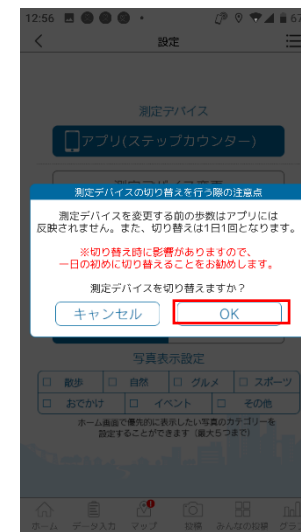 12:56
67
設定
測定デバイス
アプリ(ステップカウンター)
測定デバイスの切り替えを行う際の注意点
測定デバイスを変更する前の歩数はアプリには
反映されません。また、切り替えは1日1回となります。
※切り替え時に影響がありますので、
一日の初めに切り替えることをお勧めします。
測定デバイスを切り替えますか？
キャンセル
OK
写真表示設定
散歩
自然
グルメ
スポーツ
おでかけ
イベント
その他
ホーム画面で優先的に表示したい写真のカテゴリーを
設定することができます（最大5つまで）
ホーム
データ入力
マップ
投稿
みんなの投稿
グラフ